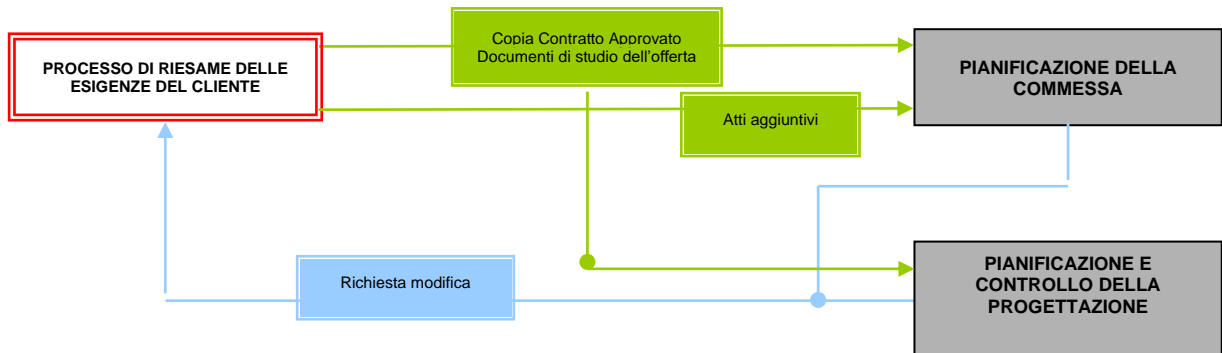 PROCESSO DI RIESAME DELLE
ESIGENZE DEL CLIENTE
Copia Contratto Approvato
Documenti di studio dell'offerta
PIANIFICAZIONE DELLA
COMMESSA
Atti aggiuntivi
Richiesta modifica
PIANIFICAZIONE E
CONTROLLO DELLA
PROGETTAZIONE